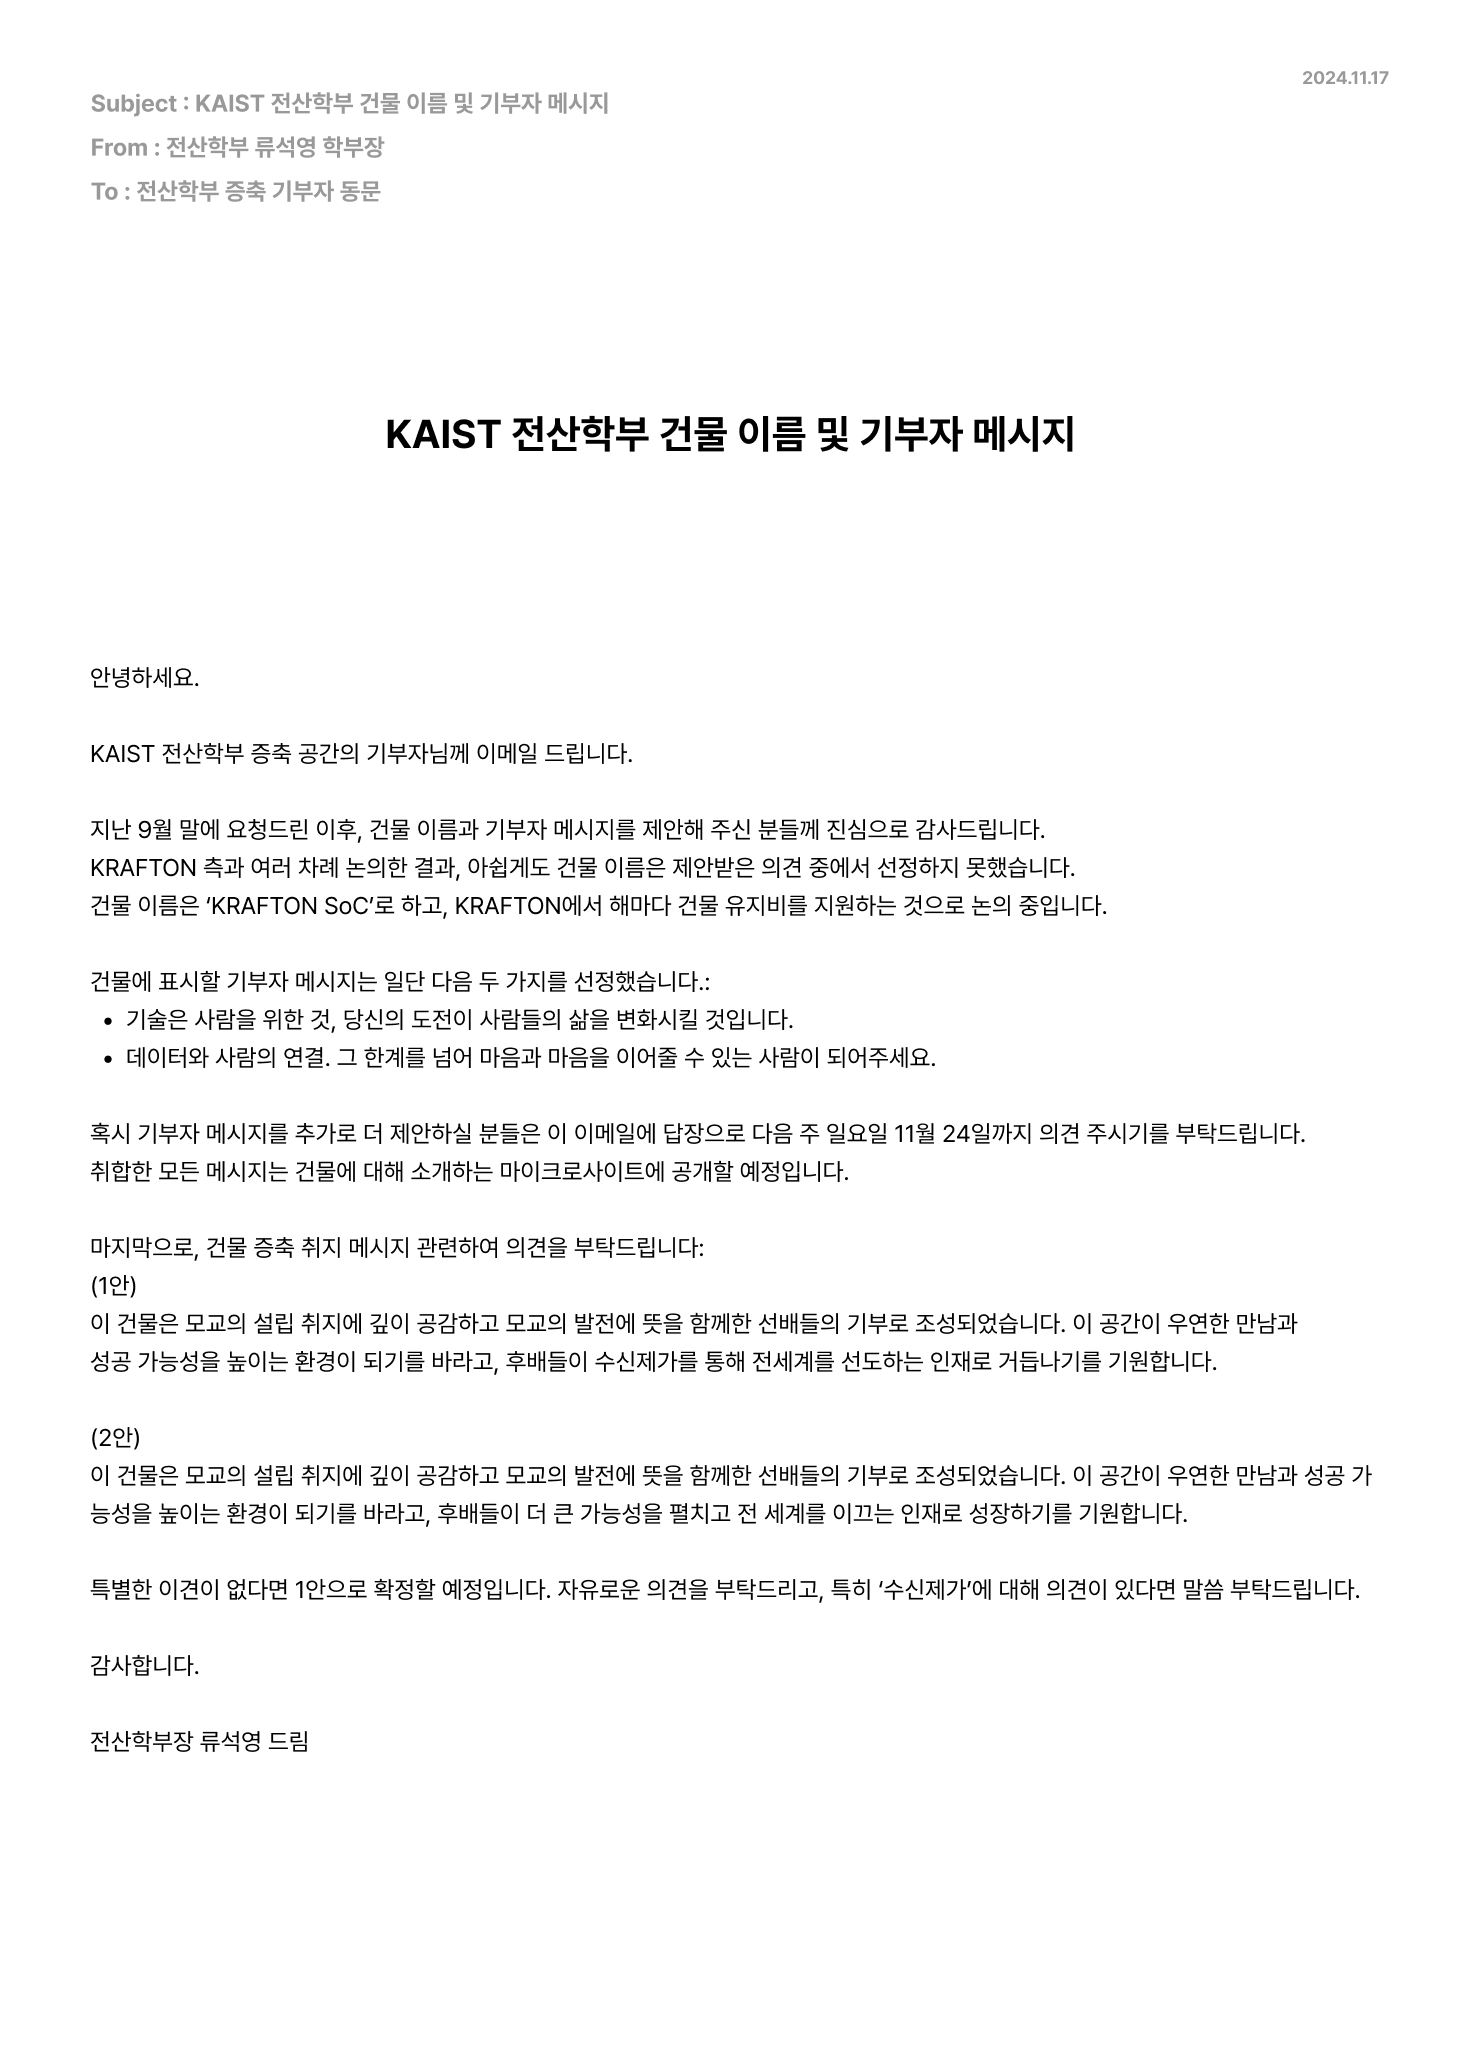 2024.11.17
Subject : KAIST 전산학부 건물 이름 및 기부자 메시지
From : 전산학부 류석영 학부장
To : 전산학부 증축 기부자 동문
KAIST 전산학부 건물 이름 및 기부자 메시지
안녕하세요.
KAIST 전산학부 증축 공간의 기부자님께 이메일 드립니다.
지난 9월 말에 요청드린 이후, 건물 이름과 기부자 메시지를 제안해 주신 분들께 진심으로 감사드립니다.
KRAFTON 측과 여러 차례 논의한 결과, 아쉽게도 건물 이름은 제안받은 의견 중에서 선정하지 못했습니다.
건물 이름은 ‘KRAFTON SoC’로 하고, KRAFTON에서 해마다 건물 유지비를 지원하는 것으로 논의 중입니다.
건물에 표시할 기부자 메시지는 일단 다음 두 가지를 선정했습니다.:
• 기술은 사람을 위한 것, 당신의 도전이 사람들의 삶을 변화시킬 것입니다.
• 데이터와 사람의 연결. 그 한계를 넘어 마음과 마음을 이어줄 수 있는 사람이 되어주세요.
혹시 기부자 메시지를 추가로 더 제안하실 분들은 이 이메일에 답장으로 다음 주 일요일 11월 24일까지 의견 주시기를 부탁드립니다.
취합한 모든 메시지는 건물에 대해 소개하는 마이크로사이트에 공개할 예정입니다.
마지막으로, 건물 증축 취지 메시지 관련하여 의견을 부탁드립니다:
(1안)
이 건물은 모교의 설립 취지에 깊이 공감하고 모교의 발전에 뜻을 함께한 선배들의 기부로 조성되었습니다. 이 공간이 우연한 만남과
성공 가능성을 높이는 환경이 되기를 바라고, 후배들이 수신제가를 통해 전세계를 선도하는 인재로 거듭나기를 기원합니다.
(2안)
이 건물은 모교의 설립 취지에 깊이 공감하고 모교의 발전에 뜻을 함께한 선배들의 기부로 조성되었습니다. 이 공간이 우연한 만남과 성공 가
능성을 높이는 환경이 되기를 바라고, 후배들이 더 큰 가능성을 펼치고 전 세계를 이끄는 인재로 성장하기를 기원합니다.
특별한 이견이 없다면 1안으로 확정할 예정입니다. 자유로운 의견을 부탁드리고, 특히 ‘수신제가’에 대해 의견이 있다면 말씀 부탁드립니다.
감사합니다.
전산학부장 류석영 드림